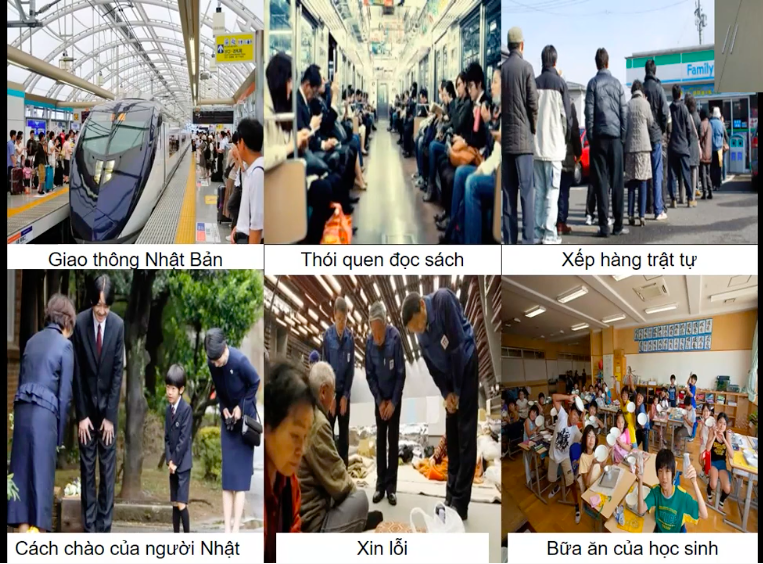 Family
Giao thông Nhật Bản
Thói quen đọc sách
Xếp hàng trật tự
Cách chào của người Nhật
Xin lỗi
Bữa ăn của học sinh